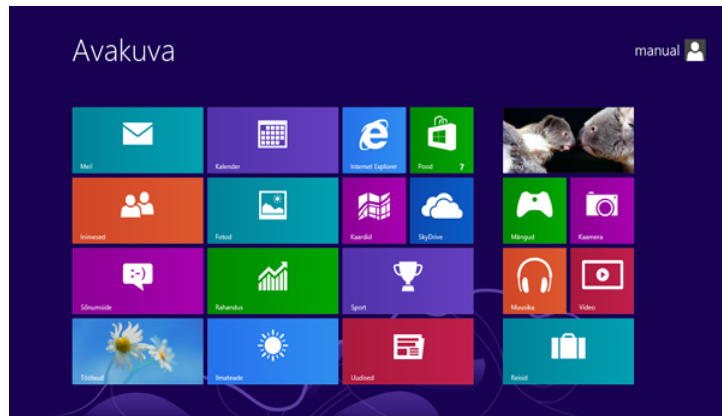 Avakuva
manual
Meil
Kalender
Internet Explorer
Pood
7
Bing
Inimesed
Fotod
Kaardid
SkyDrive
Mängud
Kaamera
Sõnumside
Rahandus
Sport
Muusika
Video
Töölaud
Ilmateade
Uudised
Reisid